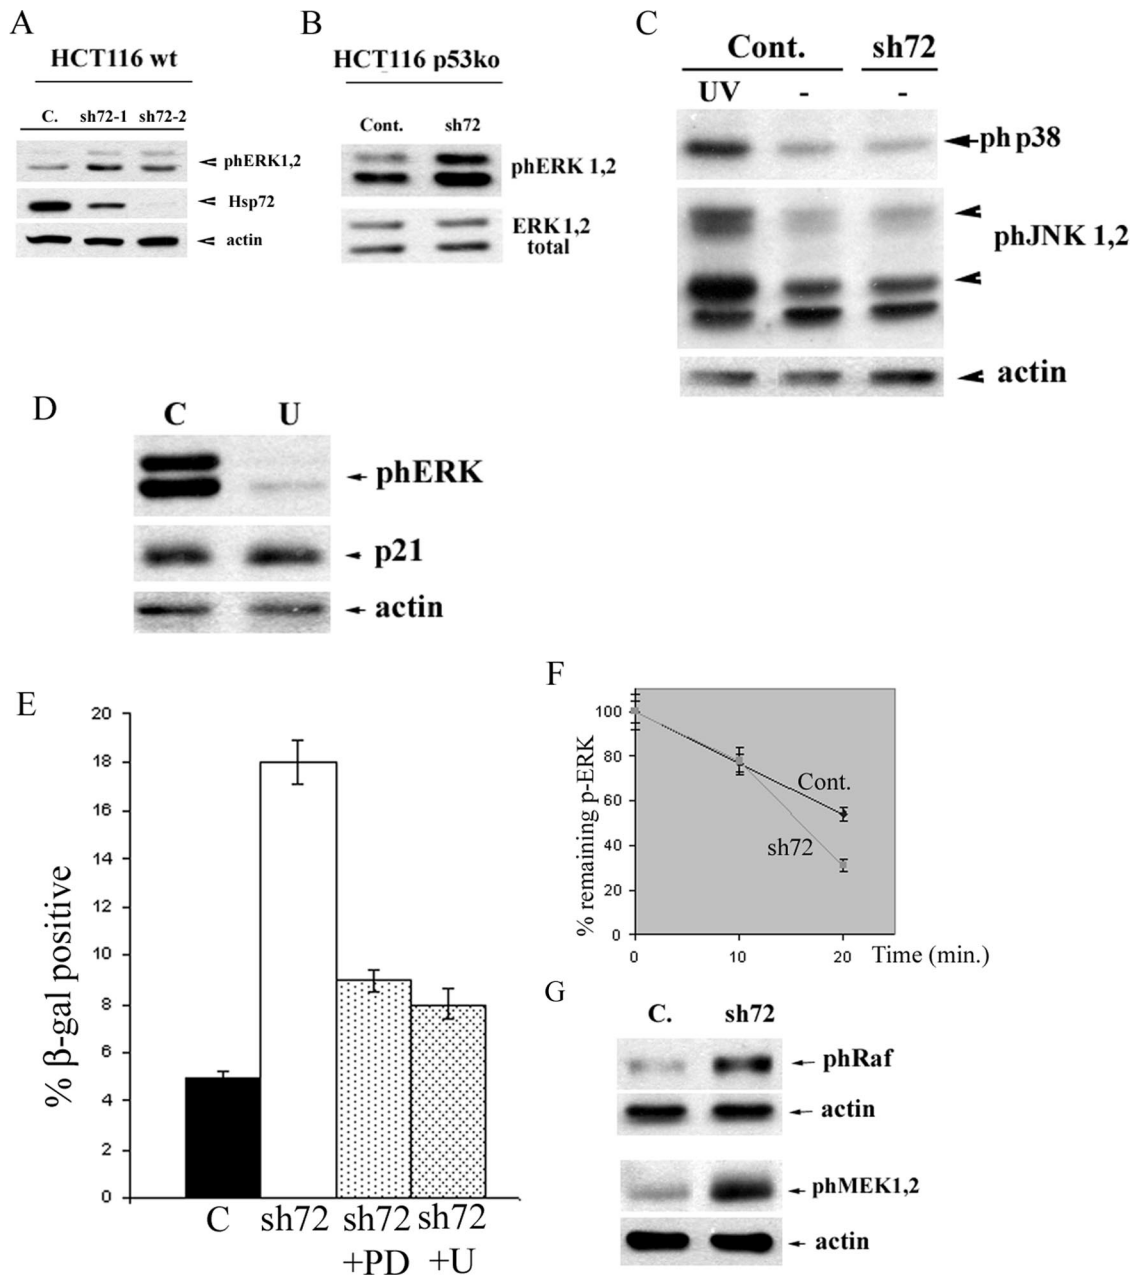 A
HCT116 wt
C. sh72-1 sh72-2
phERK1,2
Hsp72
actin
B
HCT116 p53ko
Cont. sh72
phERK 1,2
ERK 1,2
total
C
Cont. sh72
UV - -
ph p38
phJNK 1,2
actin
D
C U
phERK
p21
actin
E
% β-gal positive
20
18
16
14
12
10
8
6
4
2
0
C sh72 sh72 sh72
+PD +U
F
% remaining p-ERK
100
80
60
40
20
0
Cont.
sh72
0 10 20 Time (min.)
G
C. sh72
phRaf
actin
phMEK1,2
actin